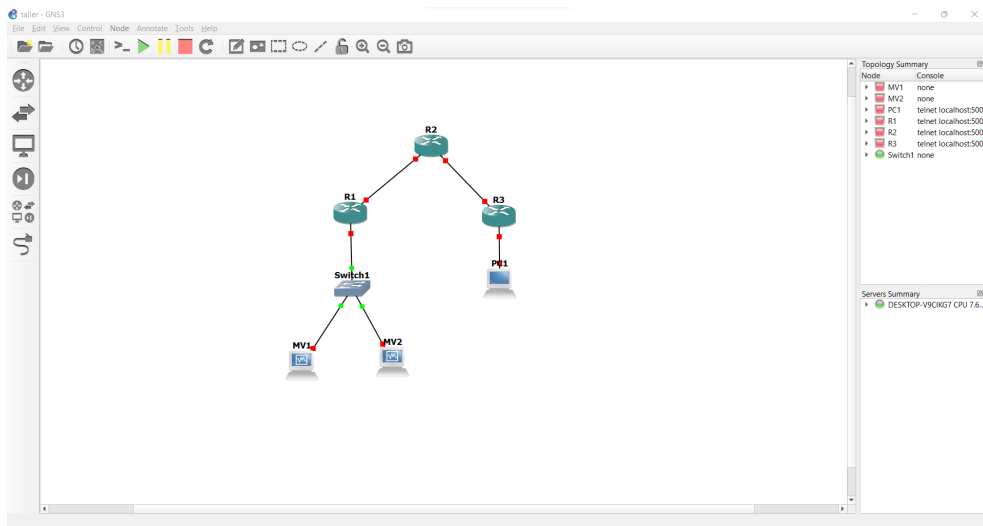 taller - GNS3
File Edit View Control Node Annotate Tools Help
Topology Summary
Node Console
MV1 none
MV2 none
PC1 telnet localhost:500
R1 telnet localhost:500
R2 telnet localhost:500
R3 telnet localhost:500
Switch1 none
R2
R1
R3
Switch1
PC1
MV1
MV2
Servers Summary
DESKTOP-V9CIKG7 CPU 7.6...